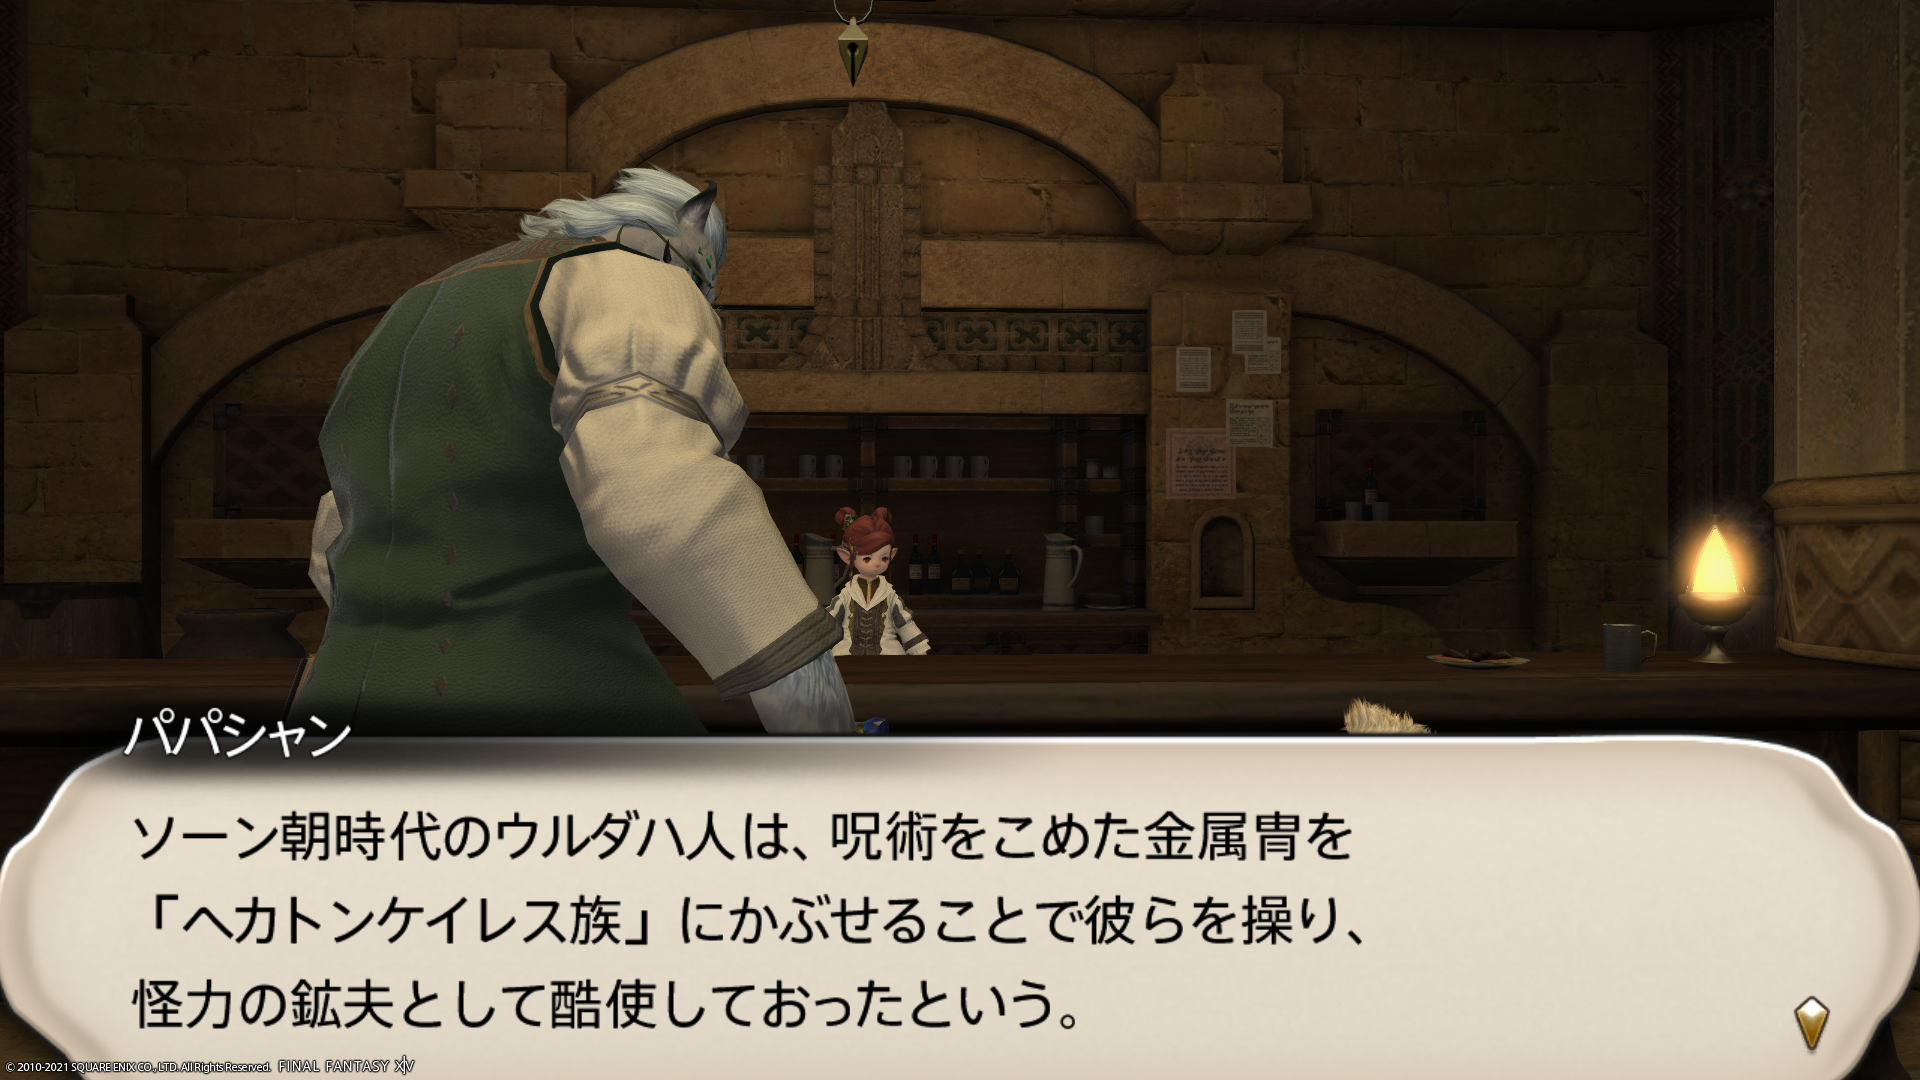 パパシャン
ソーン朝時代のウルダハ人は、呪術をこめた金属冑を
「ヘカトンケイレス族」にかぶせることで彼らを操り、
怪力の鉱夫として酷使しておったという。
© 2010-2021 SQUARE ENIX CO., LTD. All Rights Reserved. FINAL FANTASY XIV